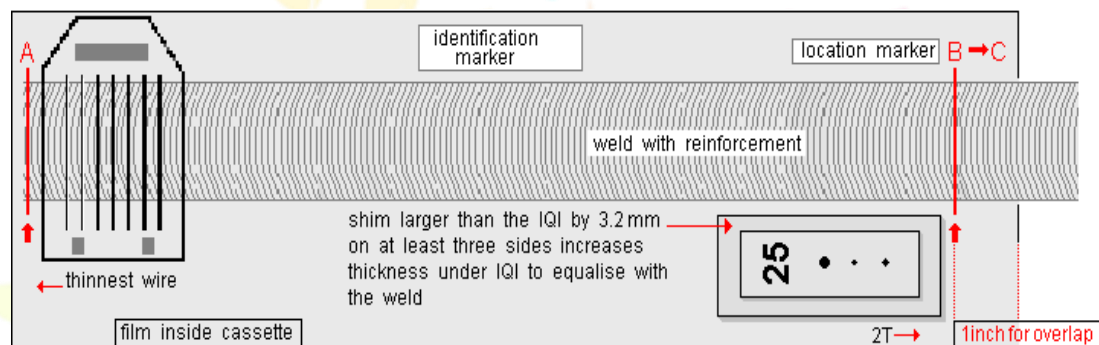 A
identification
marker
location marker
B → C
weld with reinforcement
shim larger than the IQI by 3.2mm
on at least three sides increases
thickness under IQI to equalise with
the weld
25
thinnest wire
film inside cassette
2T
1inch for overlap